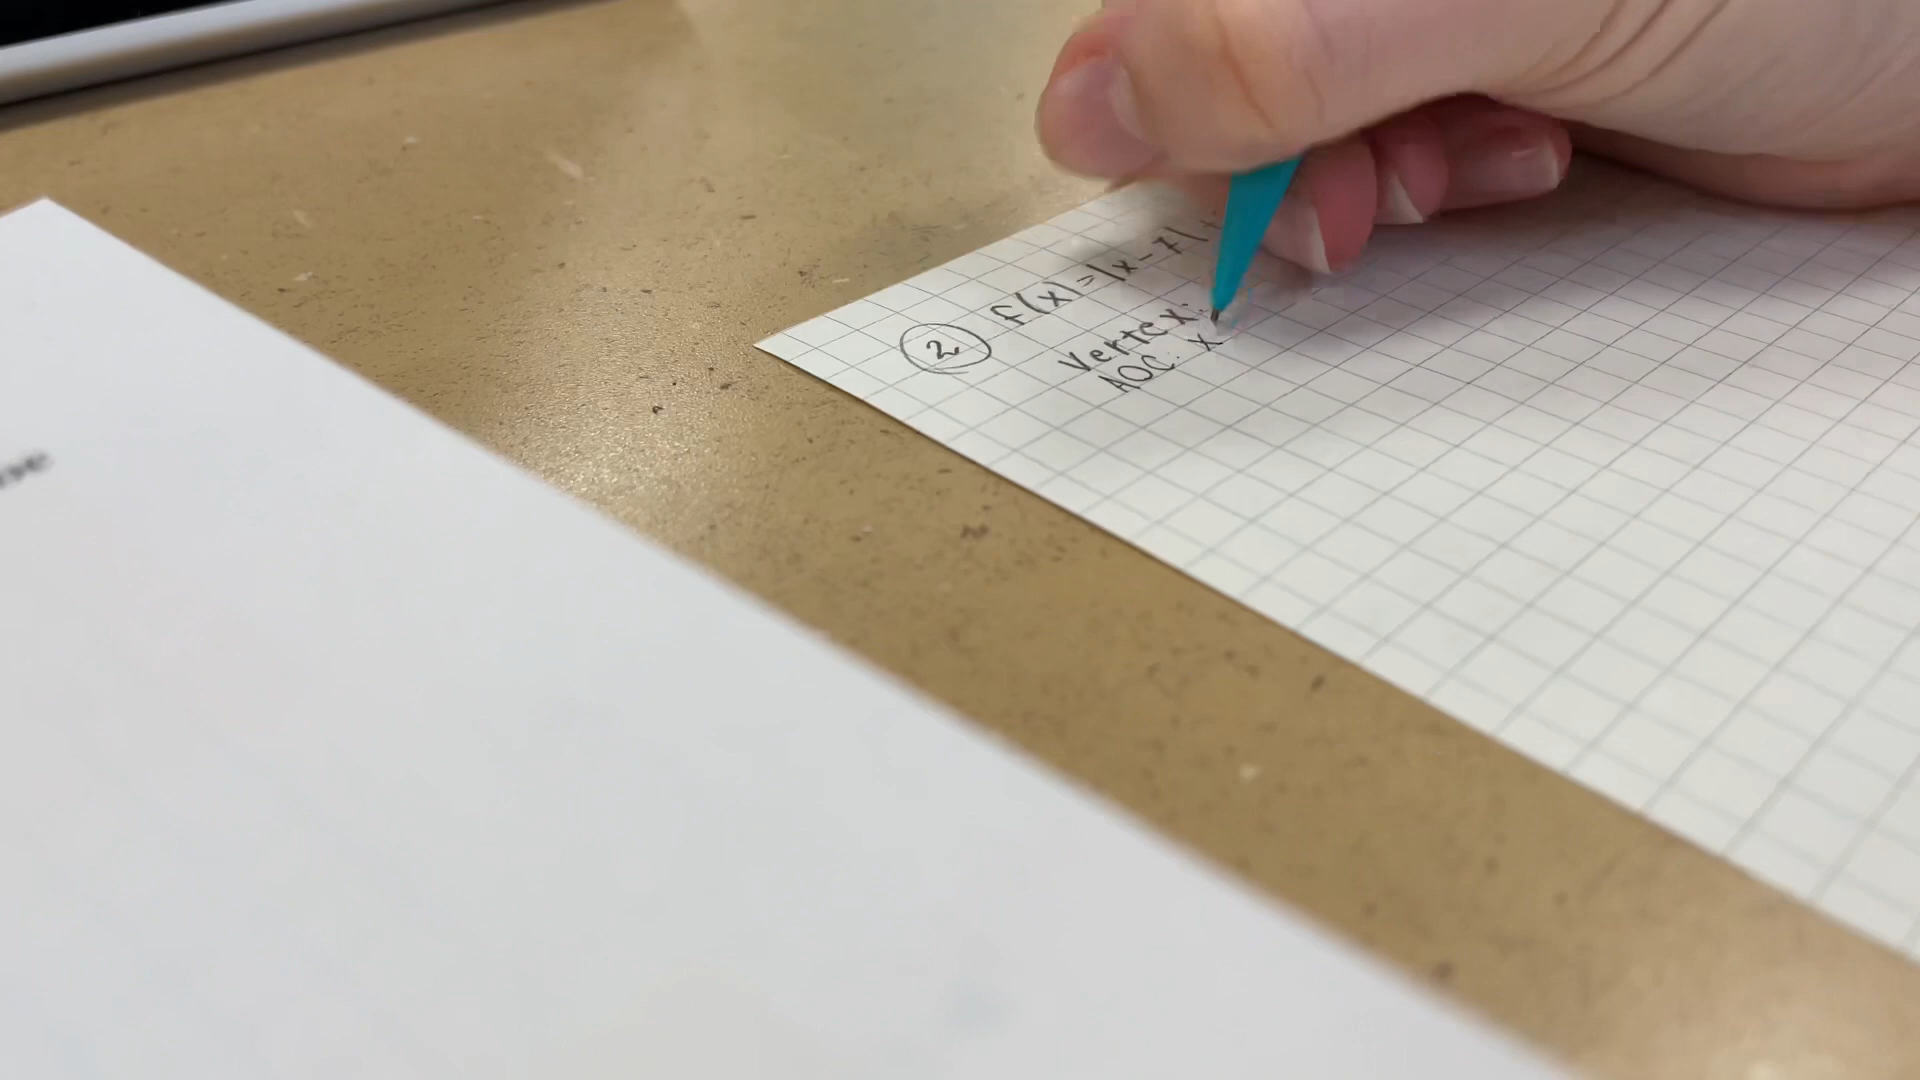 ② f(x)=|x-7|
Vertex:
AOC: x